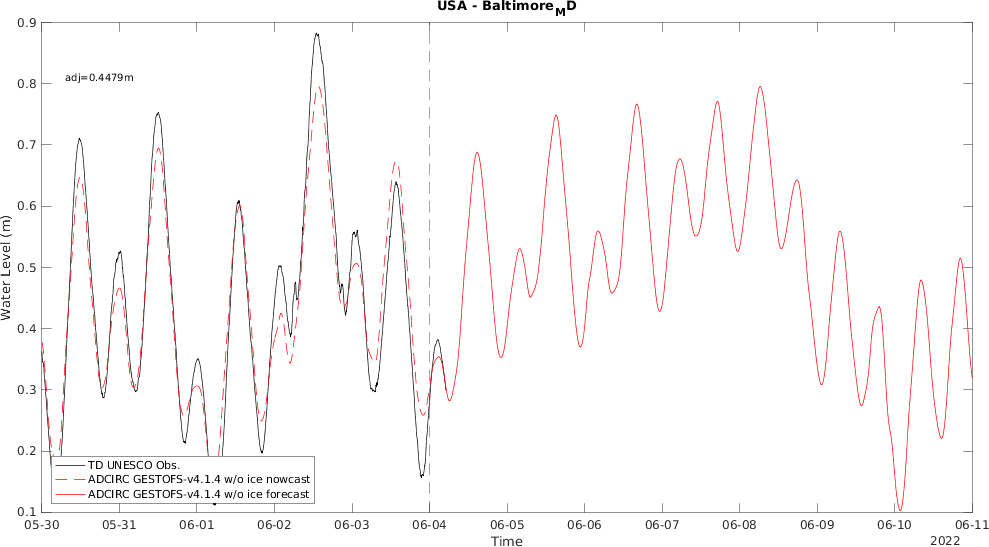 USA - Baltimore_MD
0.9
adj=0.4479m
0.8
0.7
0.6
0.5
0.4
0.3
0.2
0.1
Water Level (m)
TD UNESCO Obs.
ADCIRC GESTOFS-v4.1.4 w/o ice nowcast
ADCIRC GESTOFS-v4.1.4 w/o ice forecast
05-30 05-31 06-01 06-02 06-03 06-04 06-05 06-06 06-07 06-08 06-09 06-10 06-11
Time
2022